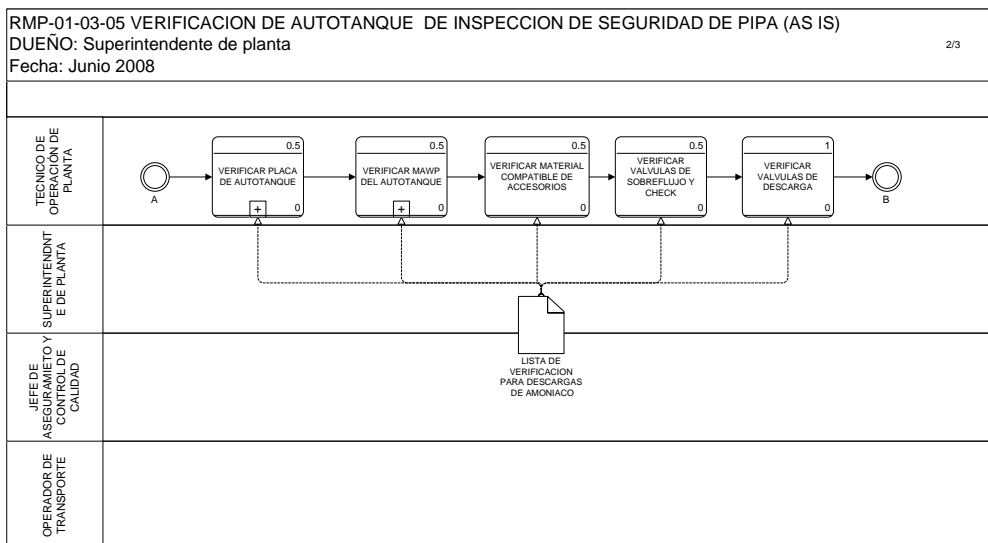 RMP-01-03-05 VERIFICACION DE AUTOTANQUE DE INSPECCION DE SEGURIDAD DE PIPA (AS IS)
DUEÑO: Superintendente de planta
2/3
Fecha: Junio 2008
TECNICO DE
OPERACIÓN DE
PLANTA
A
0.5
VERIFICAR PLACA
DE AUTOTANQUE
+
0
0.5
VERIFICAR MAWP
DEL AUTOTANQUE
+
0
0.5
VERIFICAR MATERIAL
COMPATIBLE DE
ACCESORIOS
0
0.5
VERIFICAR
VALVULAS DE
SOBREFLUJO Y
CHECK
0
1
VERIFICAR
VALVULAS DE
DESCARGA
0
B
SUPERINTENDNT
E DE PLANTA
LISTA DE
VERIFICACION
PARA DESCARGAS
DE AMONIACO
JEFE DE
ASEGURAMIETO Y
CONTROL DE
CALIDAD
OPERADOR DE
TRANSPORTE